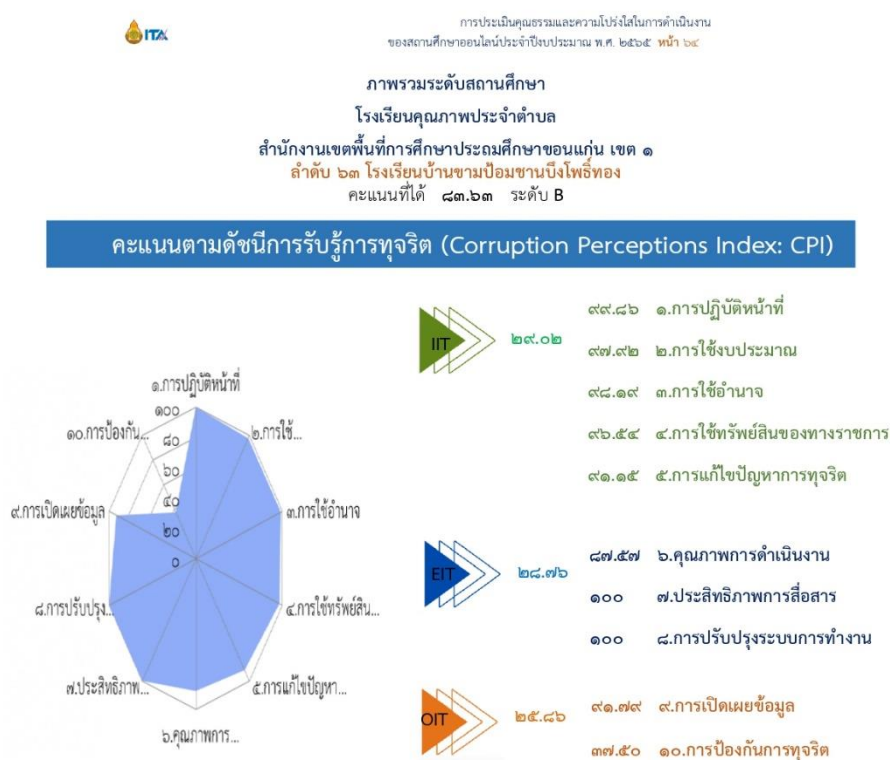 ITA
การประเมินคุณธรรมและความโปร่งใสในการดำเนินงาน
ของสถานศึกษาออนไลน์ประจำปีงบประมาณ พ.ศ. ๒๕๖๕ หน้า ๖๔
ภาพรวมระดับสถานศึกษา
โรงเรียนคุณภาพประจำตำบล
สำนักงานเขตพื้นที่การศึกษาประถมศึกษาขอนแก่น เขต ๑
ลำดับ ๖๓ โรงเรียนบ้านขามป้อมชานบึงโพธิ์ทอง
คะแนนที่ได้ ๘๓.๖๓ ระดับ B
คะแนนตามดัชนีการรับรู้การทุจริต (Corruption Perceptions Index: CPI)
๑.การปฏิบัติหน้าที่
๒.การใช้...
๓.การใช้อำนาจ
๔.การใช้ทรัพย์สิน...
๕.การแก้ไขปัญหา...
๖.คุณภาพการ...
๗.ประสิทธิภาพ...
๘.การปรับปรุง...
๙.การเปิดเผยข้อมูล
๑๐.การป้องกัน...
๑๐๐
๘๐
๖๐
๔๐
๒๐
๐
IIT ๒๙.๐๒
๙๙.๘๖ ๑.การปฏิบัติหน้าที่
๙๗.๙๒ ๒.การใช้งบประมาณ
๙๘.๑๙ ๓.การใช้อำนาจ
๙๖.๕๔ ๔.การใช้ทรัพย์สินของทางราชการ
๙๑.๑๕ ๕.การแก้ไขปัญหาการทุจริต
EIT ๒๘.๗๖
๘๗.๕๗ ๖.คุณภาพการดำเนินงาน
๑๐๐ ๗.ประสิทธิภาพการสื่อสาร
๑๐๐ ๘.การปรับปรุงระบบการทำงาน
OIT ๒๕.๘๖
๙๑.๗๙ ๙.การเปิดเผยข้อมูล
๓๗.๕๐ ๑๐.การป้องกันการทุจริต